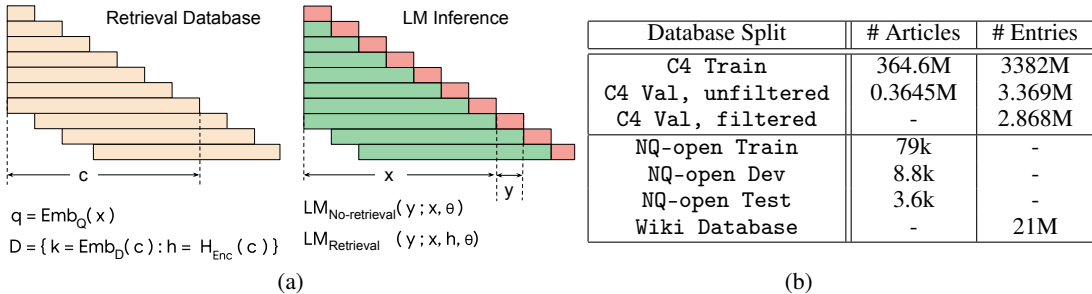 Retrieval Database
LM Inference
c
x
y
q = Emb_Q(x)
D = { k = Emb_D(c) : h = H_Enc(c) }
LM_No-retrieval( y ; x, θ)
LM_Retrieval ( y ; x, h, θ)
(a)
Database Split # Articles # Entries
C4 Train 364.6M 3382M
C4 Val, unfiltered 0.3645M 3.369M
C4 Val, filtered - 2.868M
NQ-open Train 79k -
NQ-open Dev 8.8k -
NQ-open Test 3.6k -
Wiki Database - 21M
(b)